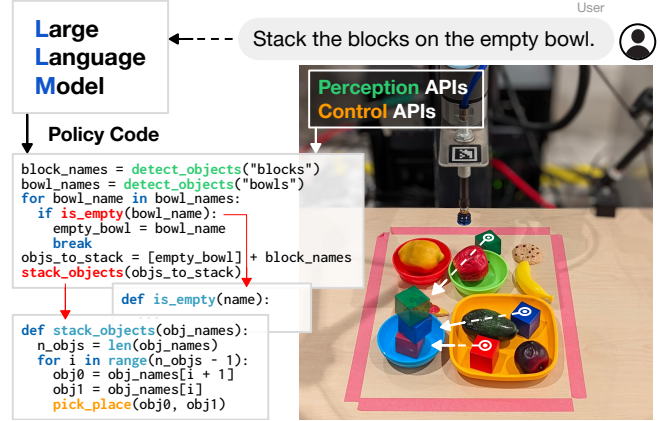 User
Stack the blocks on the empty bowl.
Large
Language
Model
Policy Code
Perception APIs
Control APIs
block_names = detect_objects("blocks")
bowl_names = detect_objects("bowls")
for bowl_name in bowl_names:
if is_empty(bowl_name):
empty_bowl = bowl_name
break
objs_to_stack = [empty_bowl] + block_names
stack_objects(objs_to_stack)
def is_empty(name):
def stack_objects(obj_names):
n_objs = len(obj_names)
for i in range(n_objs - 1):
obj0 = obj_names[i + 1]
obj1 = obj_names[i]
pick_place(obj0, obj1)